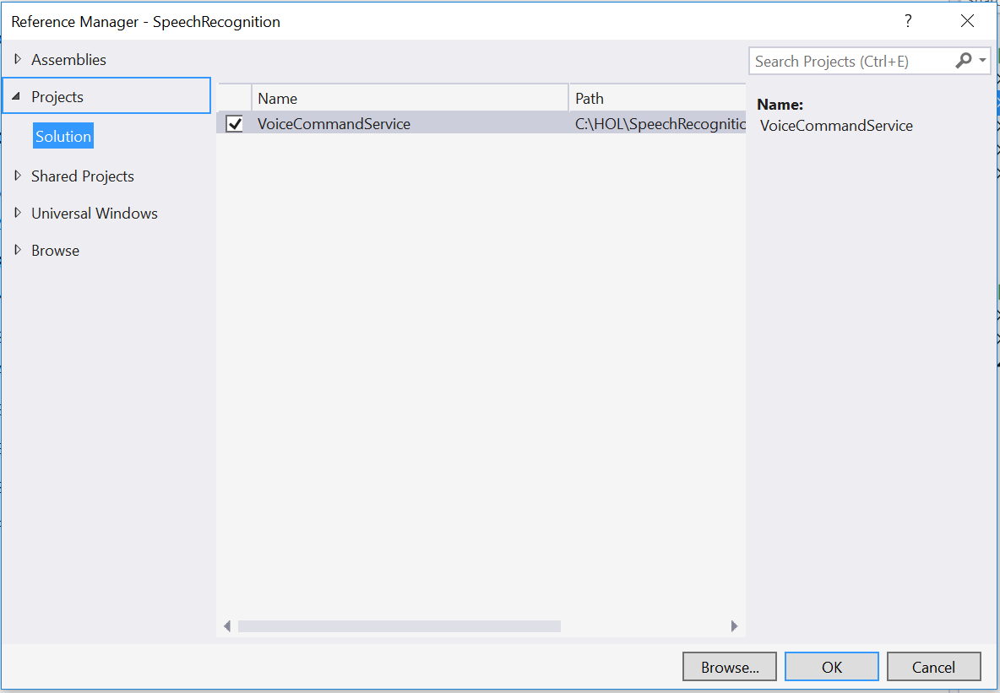 Reference Manager - SpeechRecognition
?
Assemblies
Projects
Solution
Shared Projects
Universal Windows
Browse
Name Path
VoiceCommandService C:\HOL\SpeechRecognitic
Search Projects (Ctrl+E)
Name:
VoiceCommandService
Browse... OK Cancel